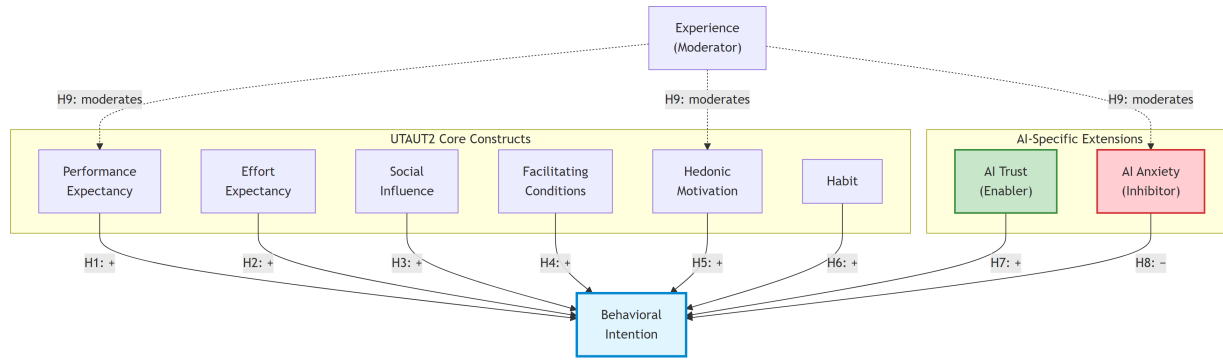 Experience
(Moderator)
H9: moderates
H9: moderates
H9: moderates
UTAUT2 Core Constructs
AI-Specific Extensions
Performance
Expectancy
Effort
Expectancy
Social
Influence
Facilitating
Conditions
Hedonic
Motivation
Habit
AI Trust
(Enabler)
AI Anxiety
(Inhibitor)
H1: +
H2: +
H3: +
H4: +
H5: +
H6: +
H7: +
H8: −
Behavioral
Intention